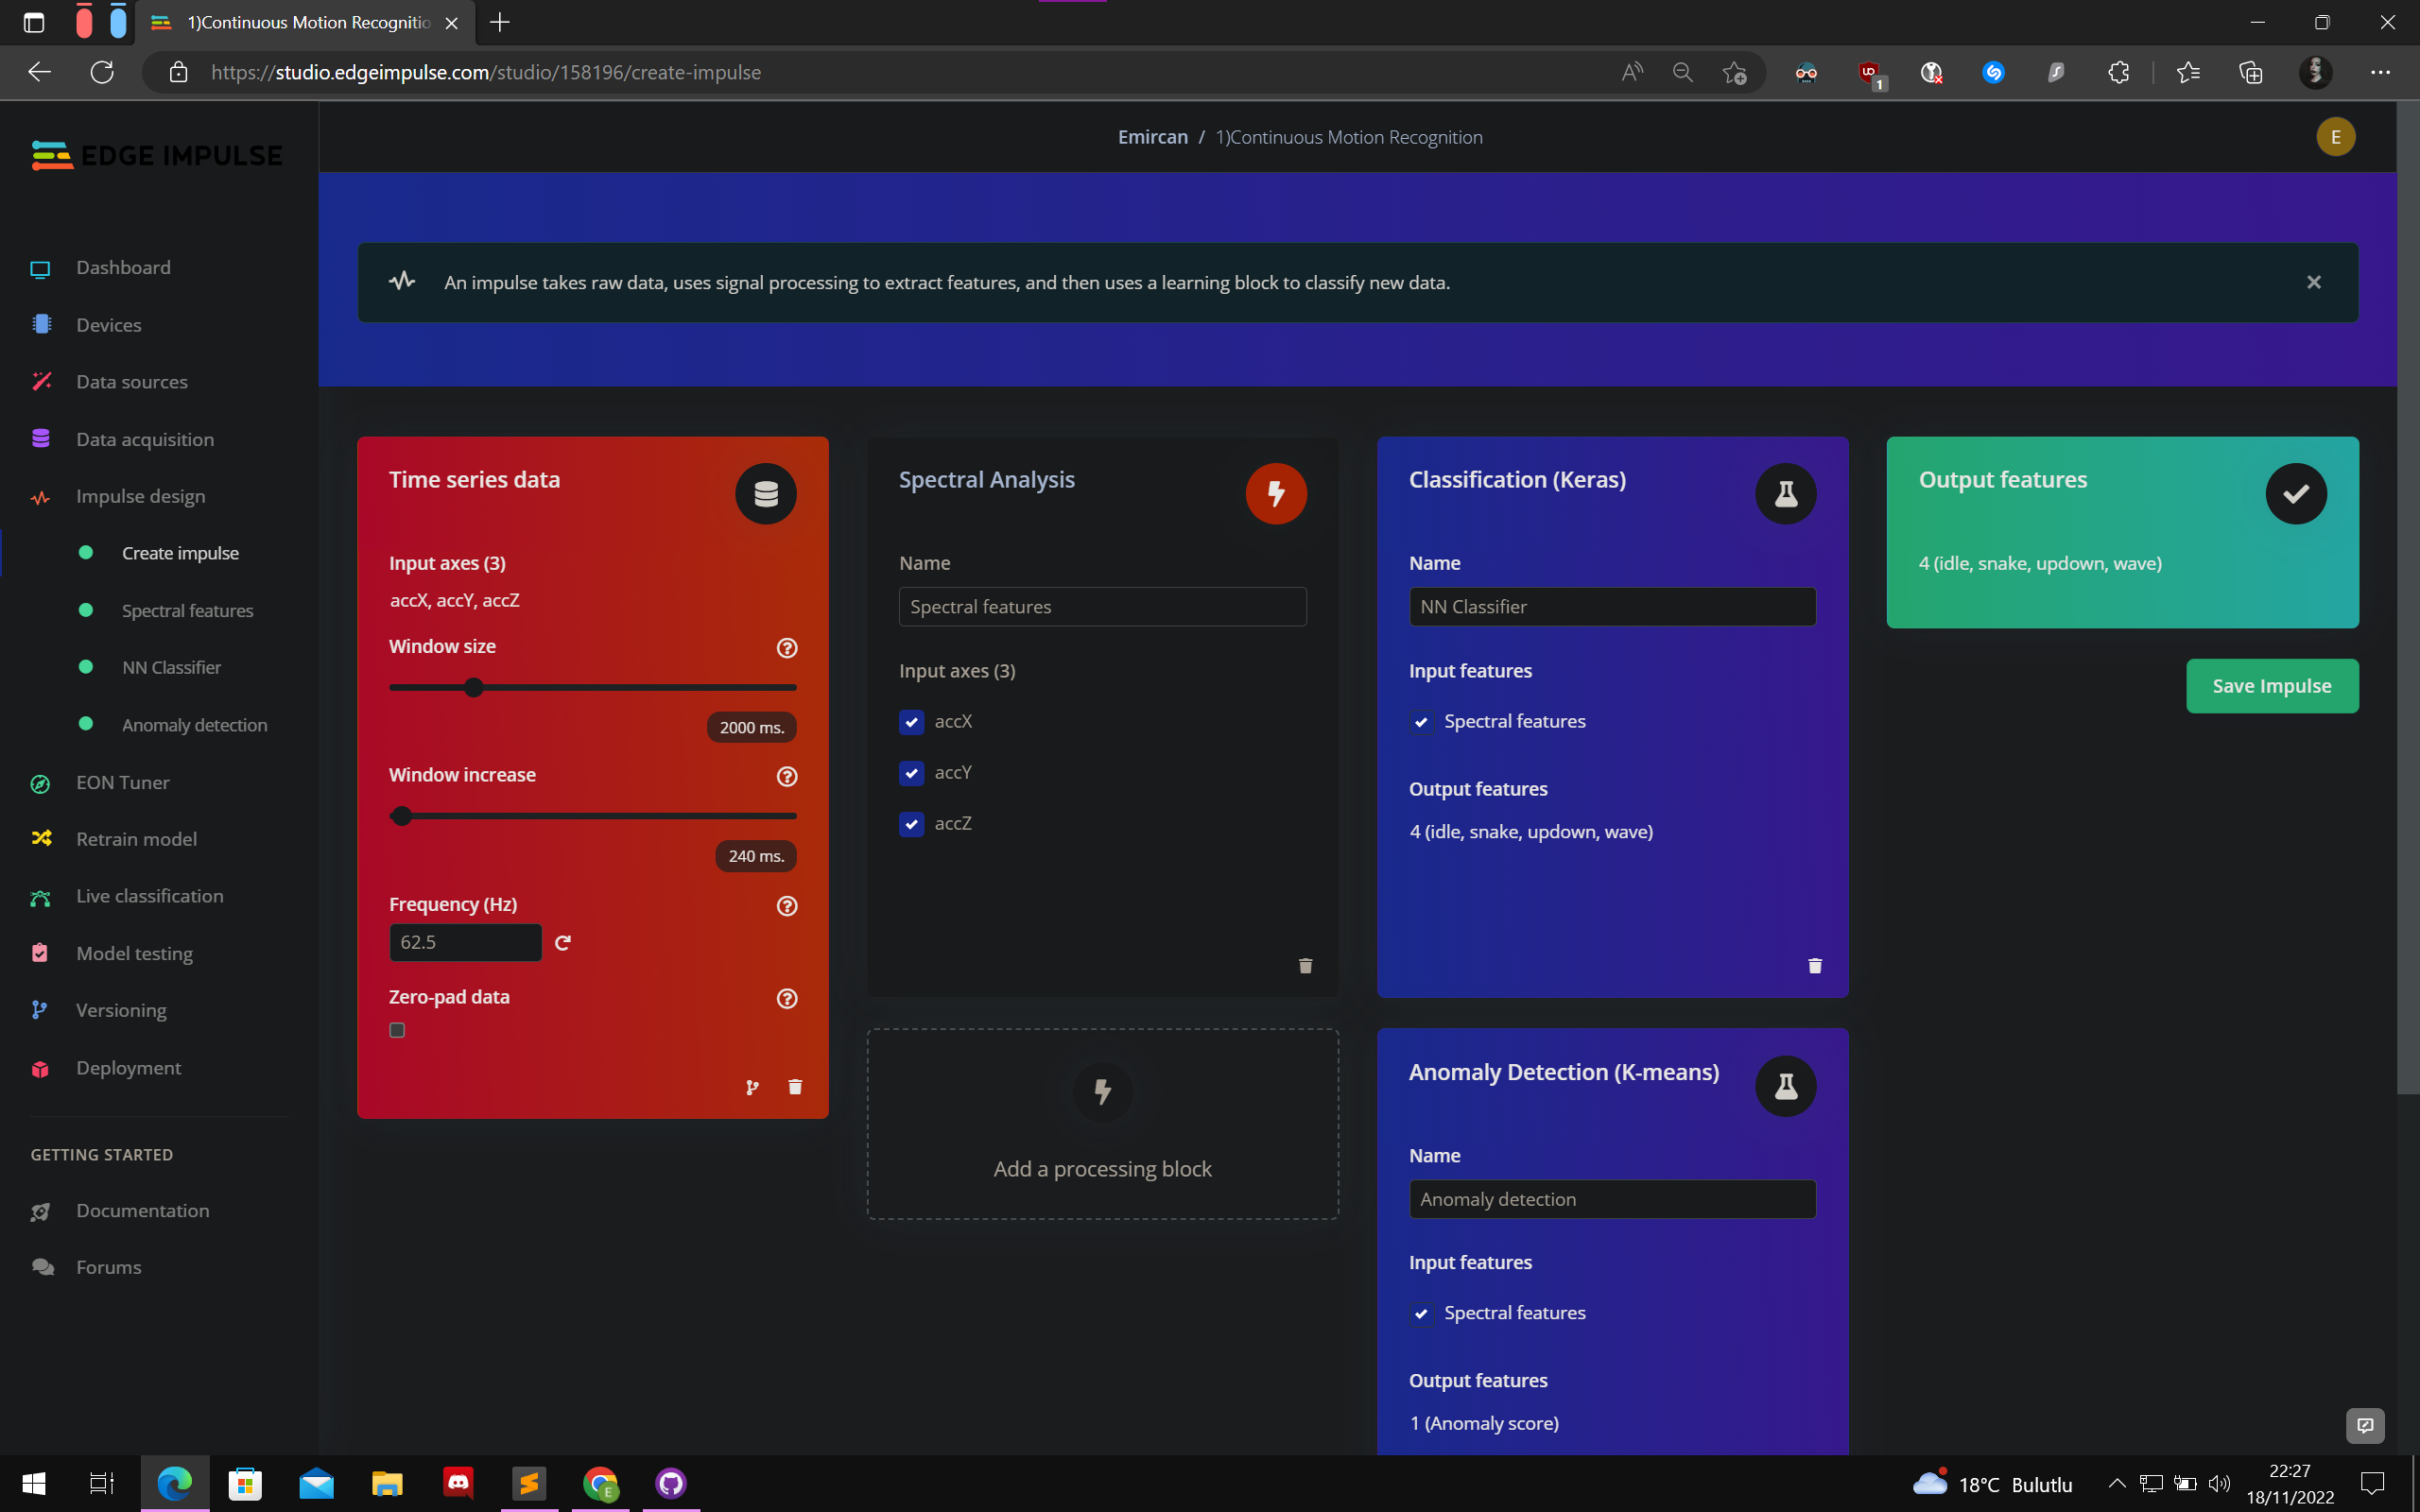 1)Continuous Motion Recognitio
https://studio.edgeimpulse.com/studio/158196/create-impulse
1
EDGE IMPULSE
Emircan / 1)Continuous Motion Recognition
E
An impulse takes raw data, uses signal processing to extract features, and then uses a learning block to classify new data.
Dashboard
Devices
Data sources
Data acquisition
Impulse design
Create impulse
Spectral features
NN Classifier
Anomaly detection
EON Tuner
Retrain model
Live classification
Model testing
Versioning
Deployment
GETTING STARTED
Documentation
Forums
Time series data
Input axes (3)
accX, accY, accZ
Window size
2000 ms.
Window increase
240 ms.
Frequency (Hz)
62.5
Zero-pad data
Spectral Analysis
Name
Spectral features
Input axes (3)
accX
accY
accZ
Add a processing block
Classification (Keras)
Name
NN Classifier
Input features
Spectral features
Output features
4 (idle, snake, updown, wave)
Anomaly Detection (K-means)
Name
Anomaly detection
Input features
Spectral features
Output features
1 (Anomaly score)
Output features
4 (idle, snake, updown, wave)
Save Impulse
E
18°C Bulutlu
22:27
18/11/2022